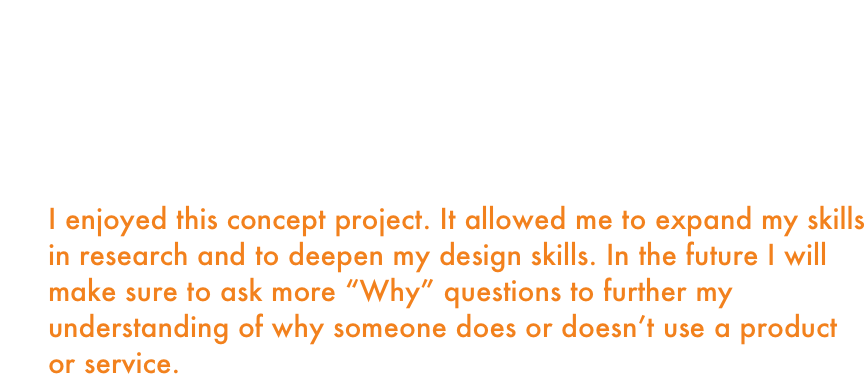 I enjoyed this concept project. It allowed me to expand my skills
in research and to deepen my design skills. In the future I will
make sure to ask more “Why” questions to further my
understanding of why someone does or doesn’t use a product
or service.